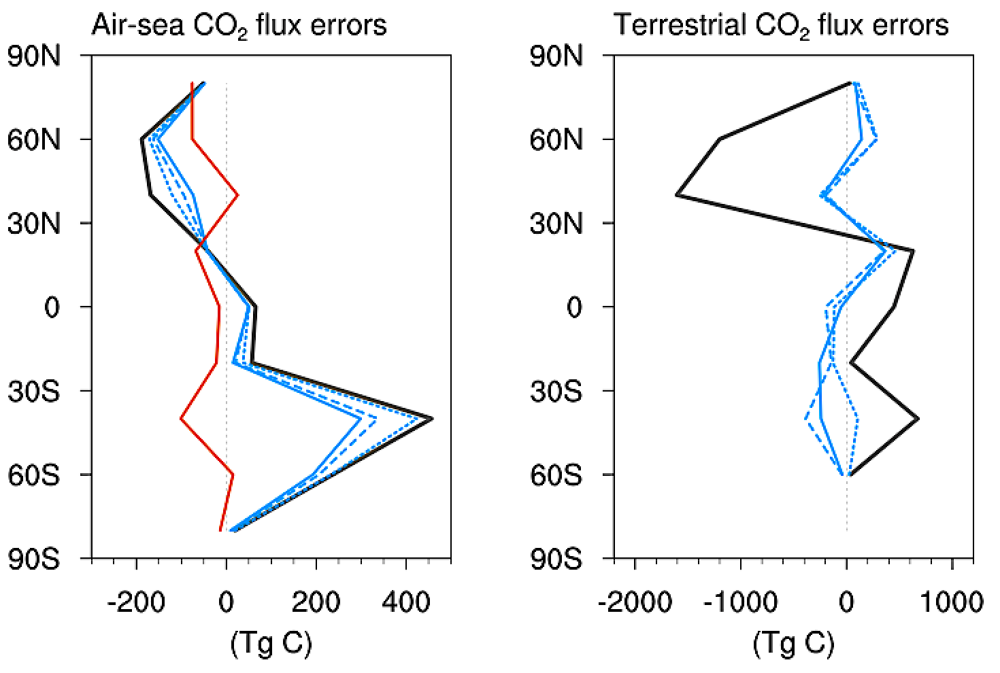 Air-sea CO₂ flux errors
90N
60N
30N
0
30S
60S
90S
-200 0 200 400
(Tg C)
Terrestrial CO₂ flux errors
90N
60N
30N
0
30S
60S
90S
-2000 -1000 0 1000
(Tg C)